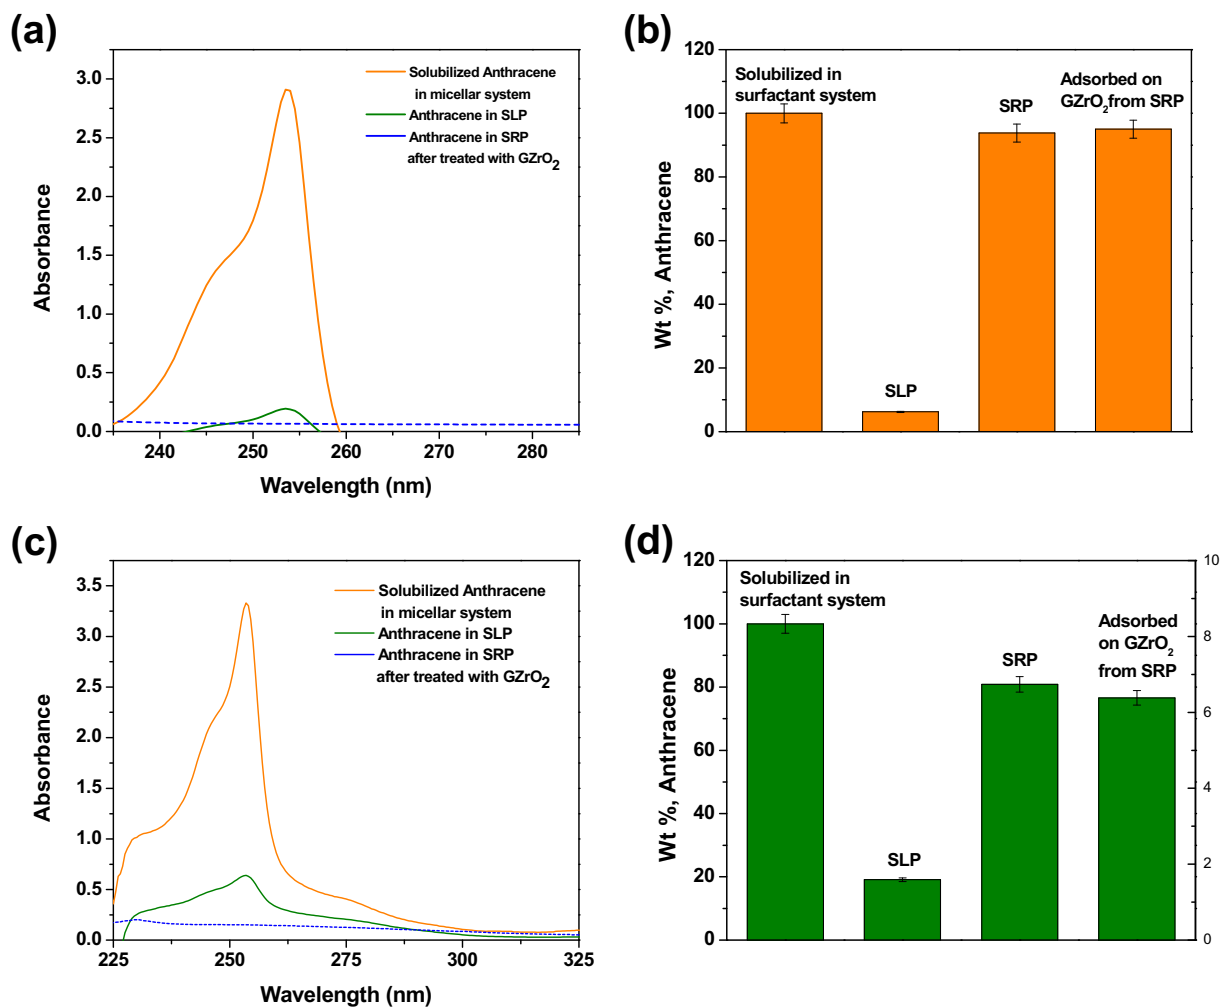 (a)
3.0
2.5
2.0
1.5
1.0
0.5
0.0
Absorbance
240 250 260 270 280
Wavelength (nm)
Solubilized Anthracene
in micellar system
Anthracene in SLP
Anthracene in SRP
after treated with GZrO2
(b)
120
100
80
60
40
20
0
Wt %, Anthracene
Solubilized in
surfactant system
SLP
SRP
Adsorbed on
GZrO2 from SRP
(c)
3.5
3.0
2.5
2.0
1.5
1.0
0.5
0.0
Absorbance
225 250 275 300 325
Wavelength (nm)
Solubilized Anthracene
in micellar system
Anthracene in SLP
Anthracene in SRP
after treated with GZrO2
(d)
120
100
80
60
40
20
0
Wt %, Anthracene
Solubilized in
surfactant system
SLP
SRP
Adsorbed
on GZrO2
from SRP
10
8
6
4
2
0